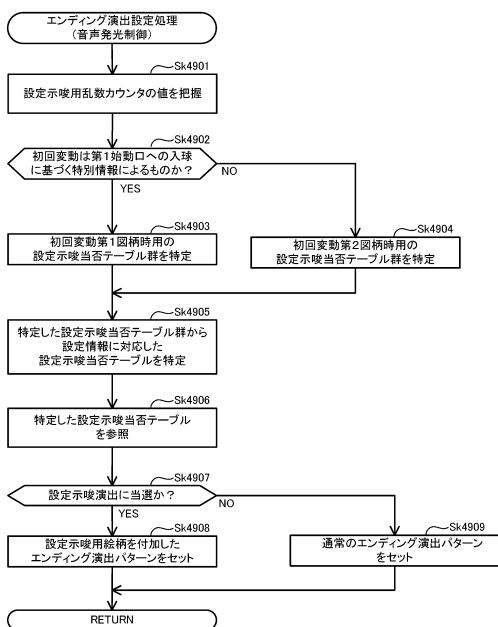 エンディング演出設定処理
(音声発光制御)
Sk4901
設定示唆用乱数カウンタの値を把握
Sk4902
初回変動は第1始動口への入球
に基づく特別情報によるものか?
NO
YES
Sk4903
初回変動第1図柄時用の
設定示唆当否テーブル群を特定
Sk4904
初回変動第2図柄時用の
設定示唆当否テーブル群を特定
Sk4905
特定した設定示唆当否テーブル群から
設定情報に対応した
設定示唆当否テーブルを特定
Sk4906
特定した設定示唆当否テーブル
を参照
Sk4907
設定示唆演出に当選か?
NO
YES
Sk4908
設定示唆用絵柄を付加した
エンディング演出パターンをセット
Sk4909
通常のエンディング演出パターン
をセット
RETURN